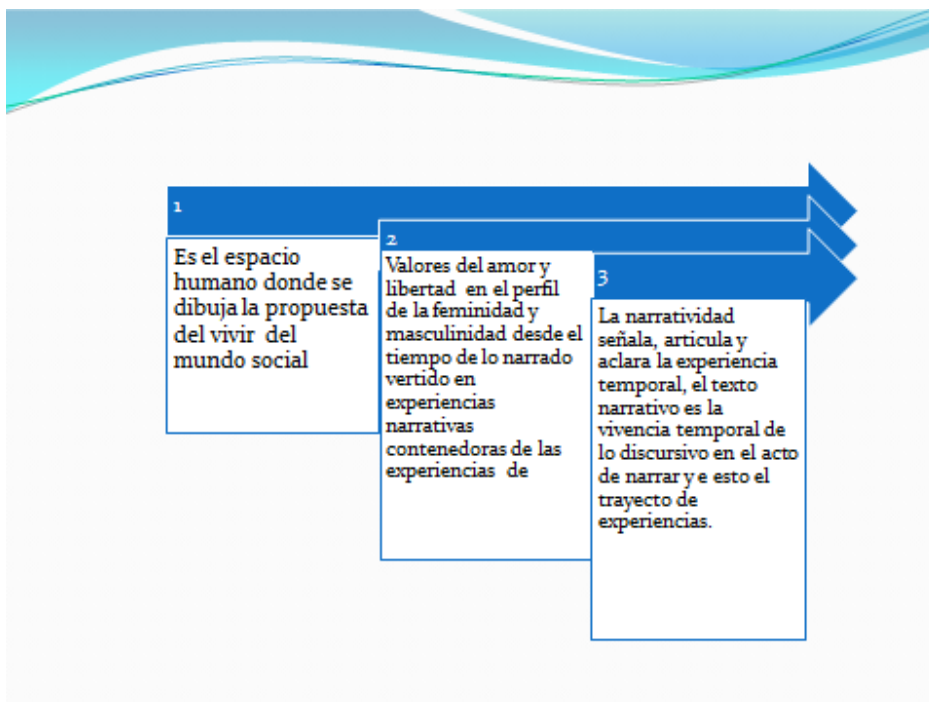 1
Es el espacio
humano donde se
dibuja la propuesta
del vivir del
mundo social
2
Valores del amor y
libertad en el perfil
de la feminidad y
masculinidad desde el
tiempo de lo narrado
vertido en
experiencias
narrativas
contenedoras de las
experiencias de
3
La narratividad
señala, articula y
aclara la experiencia
temporal, el texto
narrativo es la
vivencia temporal de
lo discursivo en el acto
de narrar y e esto el
trayecto de
experiencias.